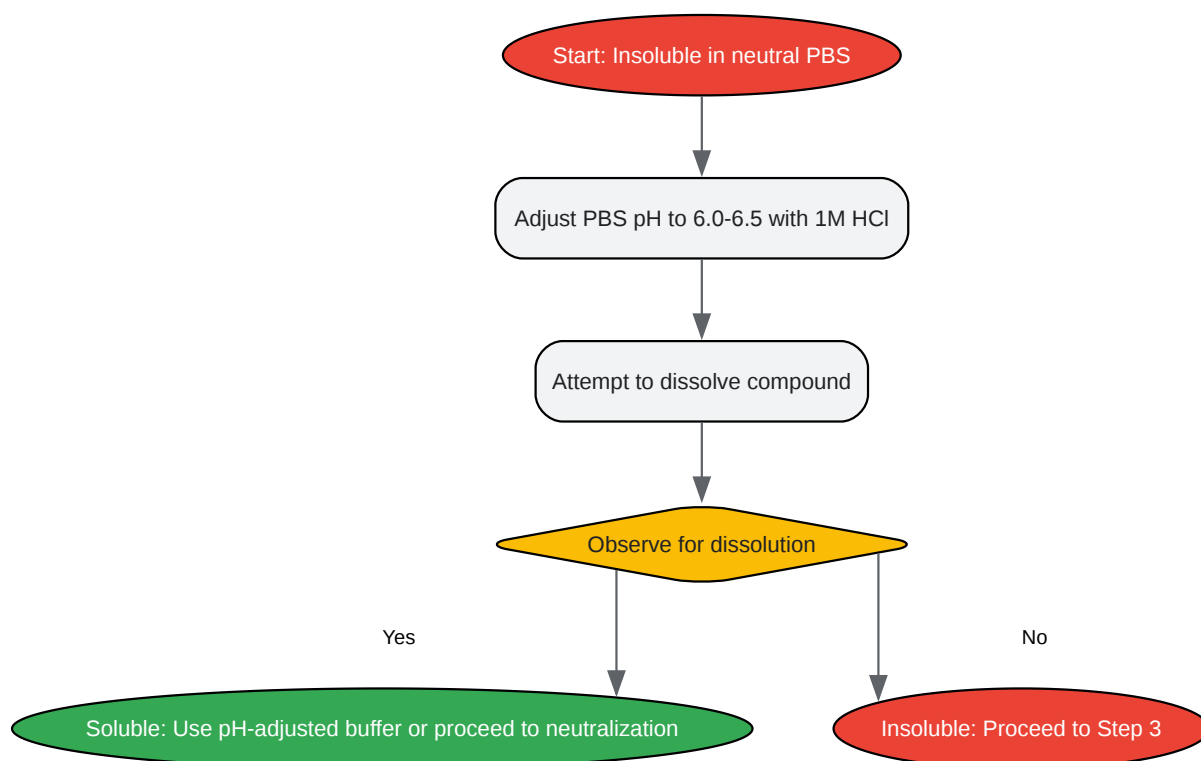 Start: Insoluble in neutral PBS
Adjust PBS pH to 6.0-6.5 with 1M HCl
Attempt to dissolve compound
Observe for dissolution
Yes
No
Soluble: Use pH-adjusted buffer or proceed to neutralization
Insoluble: Proceed to Step 3